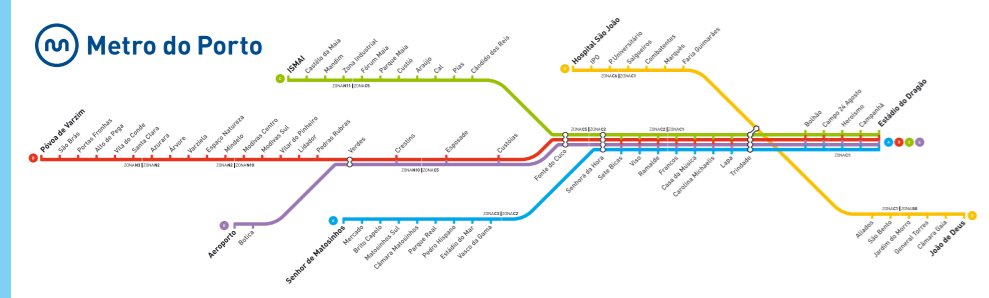 Metro do Porto
ISMAI
Castêlo da Maia
Mandim
Zona Industrial
Fórum Maia
Parque Maia
Custió
Araújo
Cândido dos Reis
Pias
Hospital São João
IPO
P.Universitário
Salgueiros
Combatentes
Marquês
Faria Guimarães
Póvoa de Varzim
São Brás
Portas Fronhas
Alto de Pega
Vila do Conde
Santa Clara
Azurara
Árvore
Varziela
Espaço Natureza
Mindelo
Modivas Centro
Modivas Sul
Vilar do Pinheiro
Lidador
Pedras Rubras
Verdes
Crestins
Esposade
Custóias
Fonte do Cuco
Senhora da Hora
Sete Bicas
Viso
Ramalde
Francos
Casa da Música
Carolina Michaelis
Lapa
Trindade
Bolhão
Campo 24 Agosto
Heroísmo
Campanhã
Estádio do Dragão
Aeroporto
Botica
Senhor de Matosinhos
Mercado
Brito Capelo
Matosinhos Sul
Câmara Matosinhos
Parque Real
Pedro Hispano
Estádio do Mar
Vasco da Gama
Aliados
São Bento
Jardim do Morro
General Torres
Câmara Gaia
João de Deus